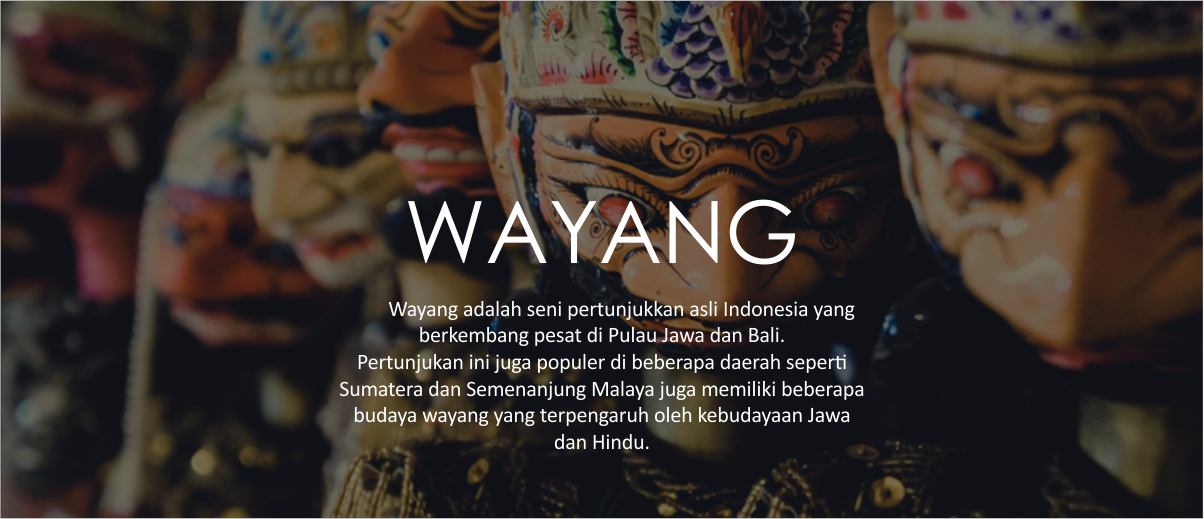 WAYANG
Wayang adalah seni pertunjukkan asli Indonesia yang
berkembang pesat di Pulau Jawa dan Bali.
Pertunjukan ini juga populer di beberapa daerah seperti
Sumatera dan Semenanjung Malaya juga memiliki beberapa
budaya wayang yang terpengaruh oleh kebudayaan Jawa
dan Hindu.